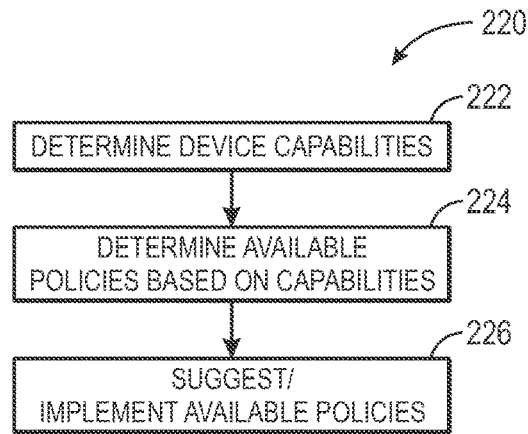 220
222
DETERMINE DEVICE CAPABILITIES
224
DETERMINE AVAILABLE
POLICIES BASED ON CAPABILITIES
226
SUGGEST/
IMPLEMENT AVAILABLE POLICIES